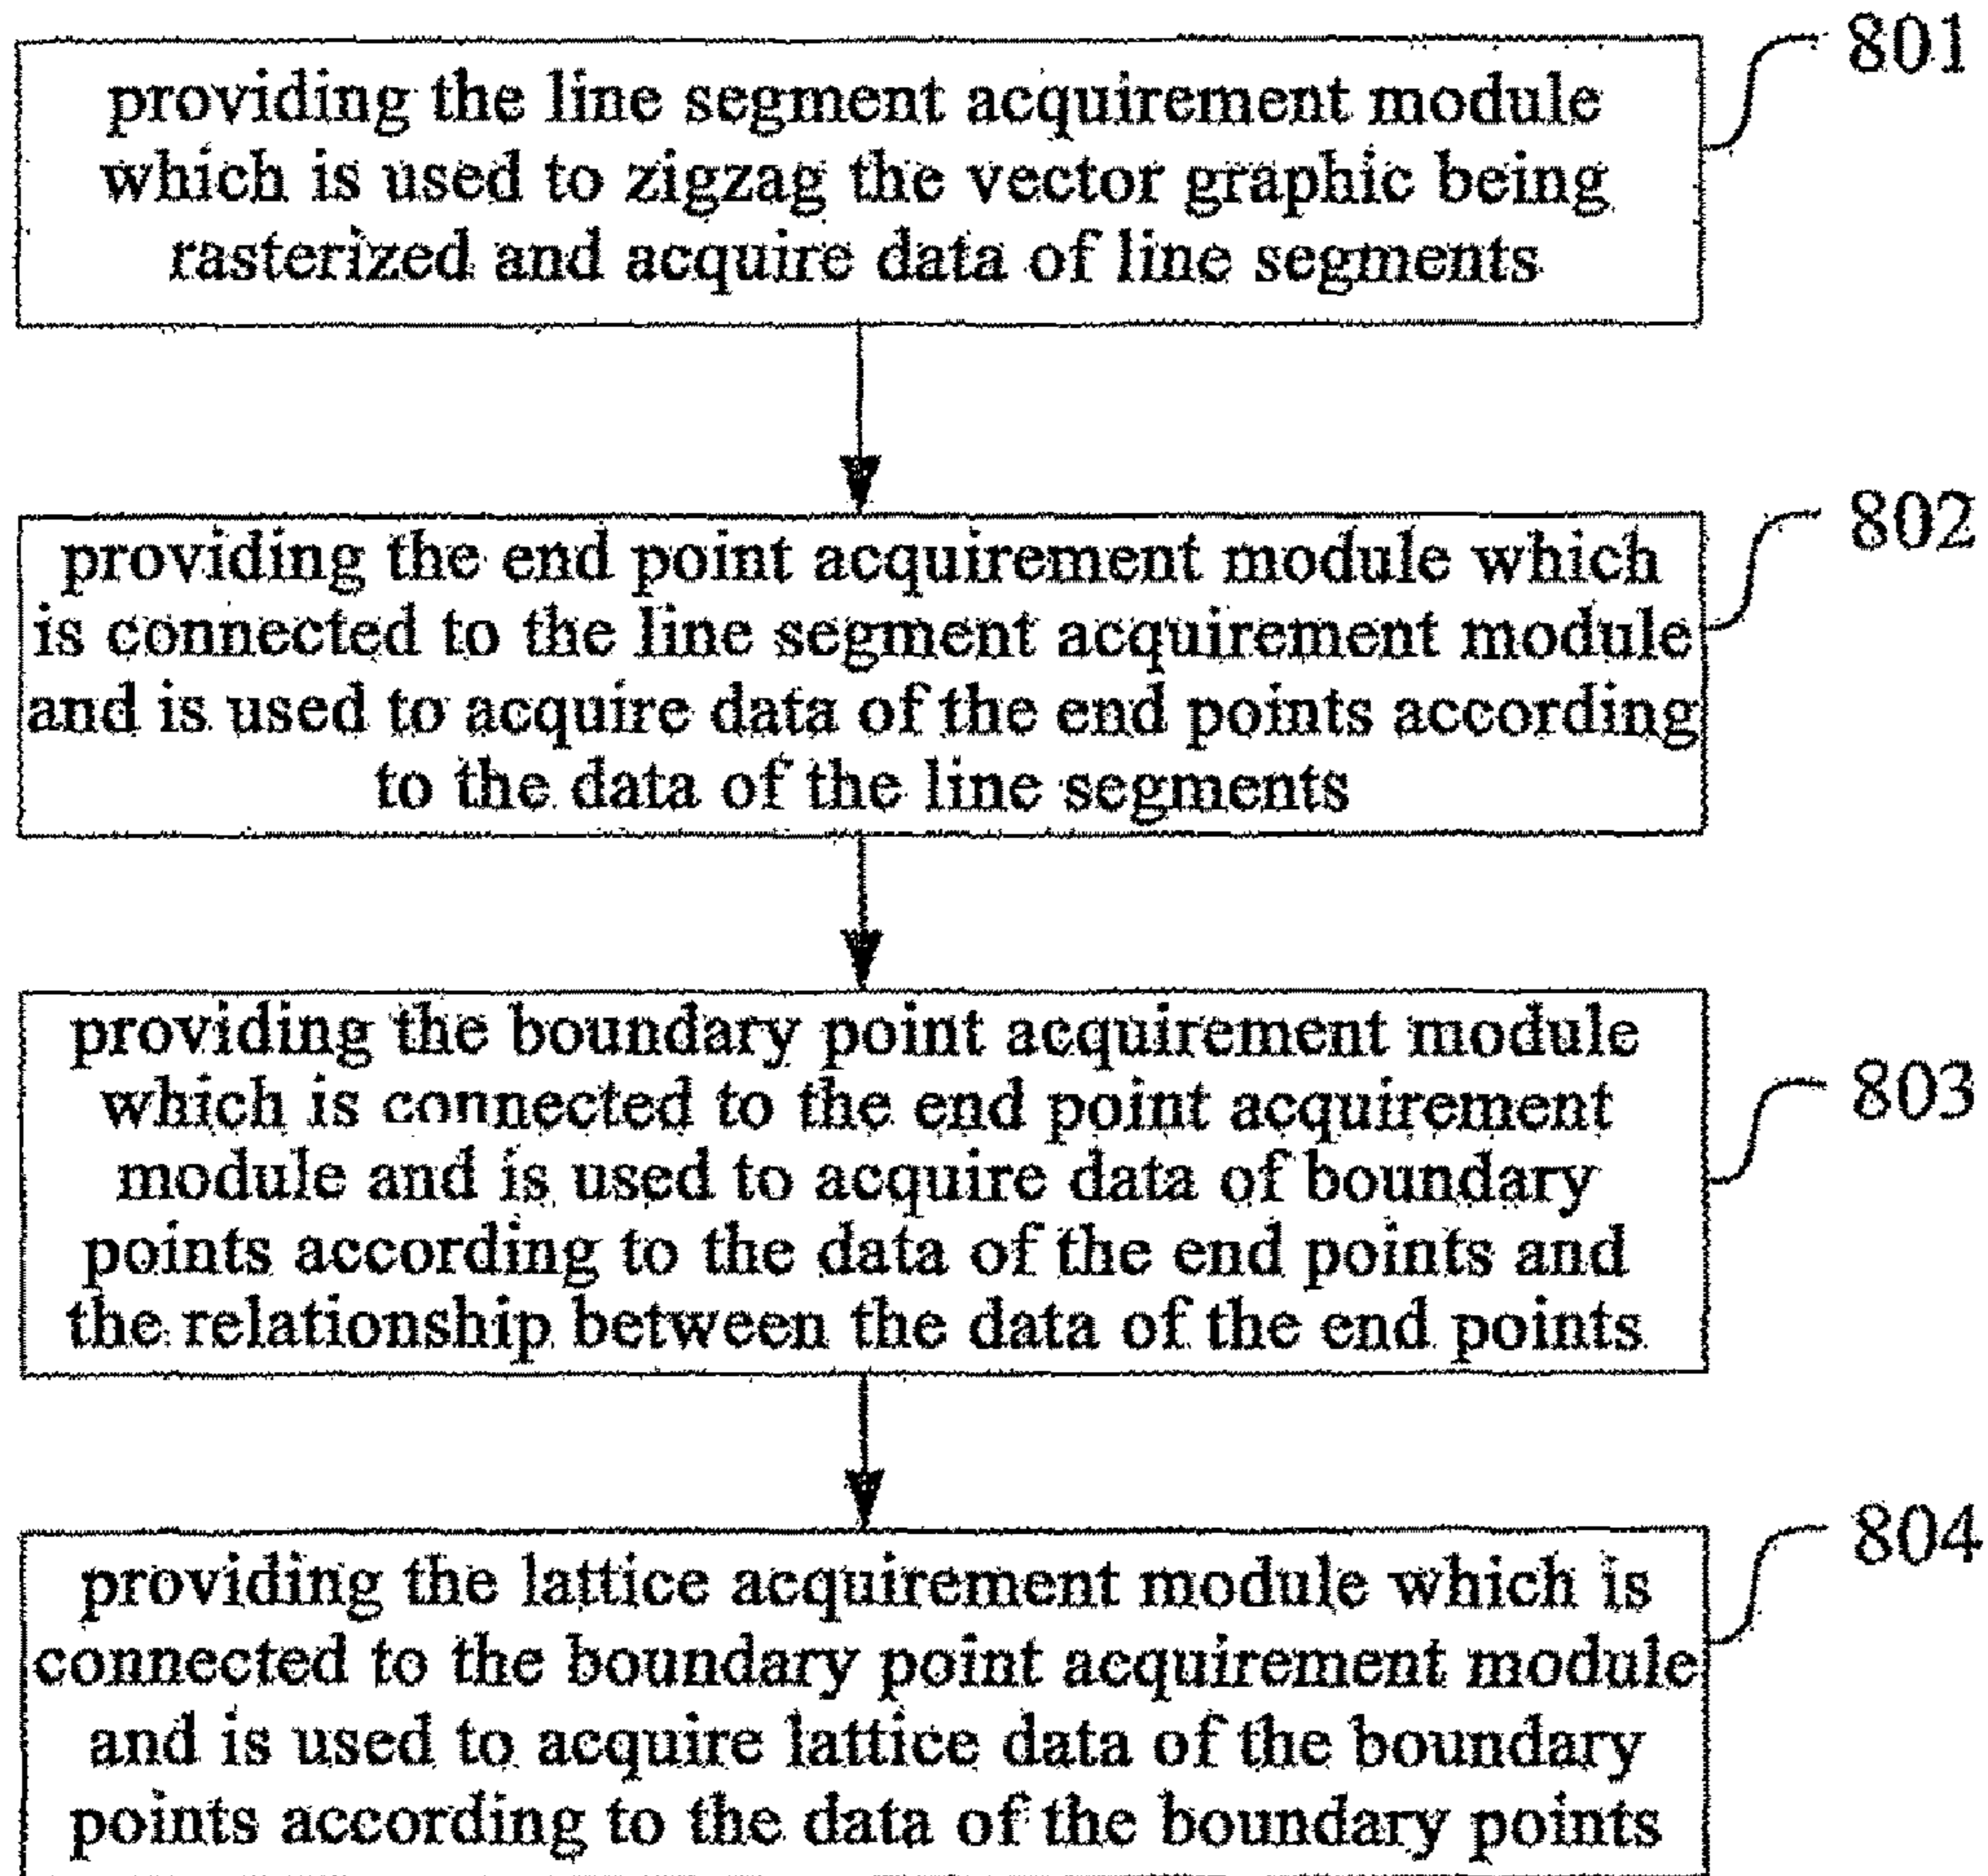 providing the line segment acquirement module
which is used to zigzag the vector graphic being
rasterized and acquire data of line segments
801
providing the end point acquirement module which
is connected to the line segment acquirement module
and is used to acquire data of the end points according
to the data of the line segments
802
providing the boundary point acquirement module
which is connected to the end point acquirement
module and is used to acquire data of boundary
points according to the data of the end points and
the relationship between the data of the end points
803
providing the lattice acquirement module which is
connected to the boundary point acquirement module
and is used to acquire lattice data of the boundary
points according to the data of the boundary points
804